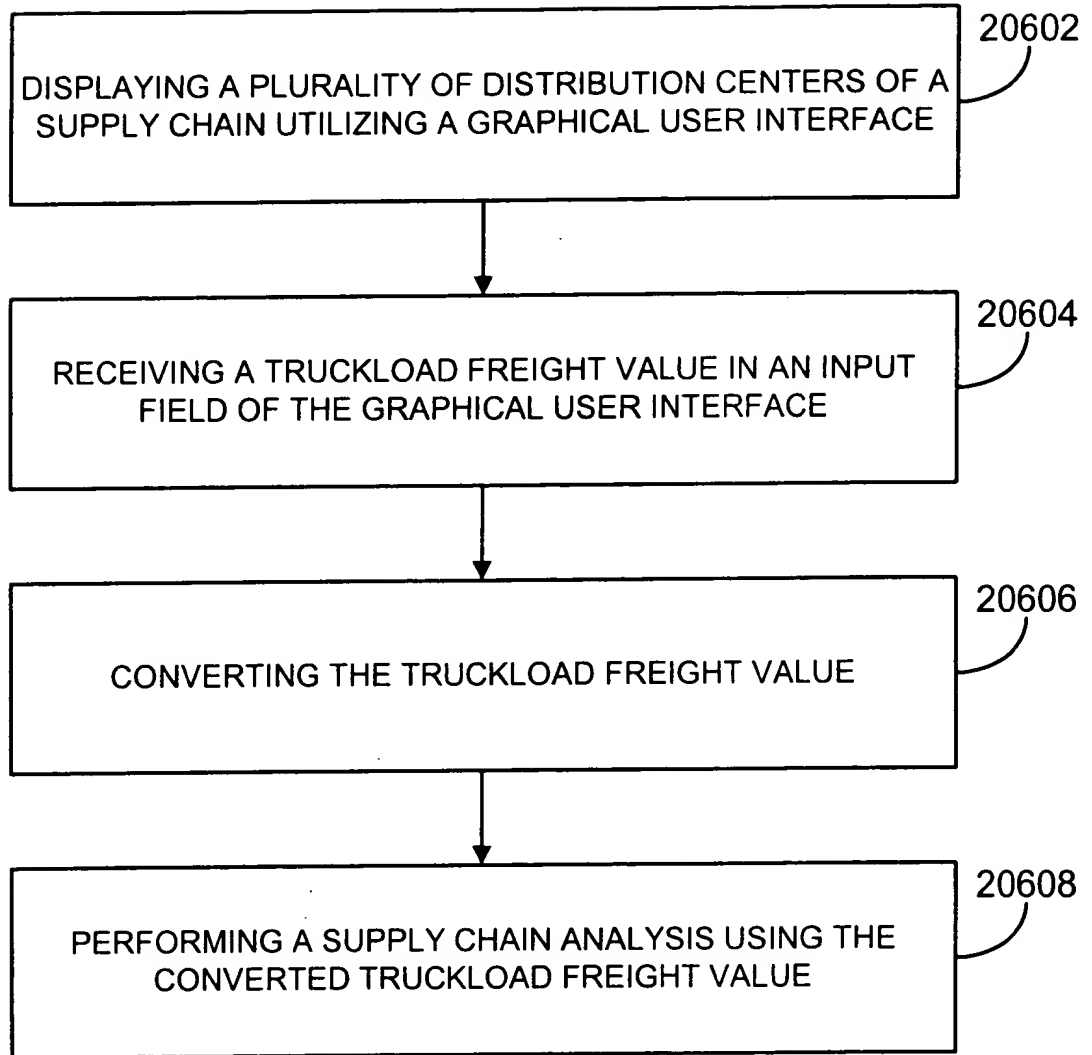 20602
DISPLAYING A PLURALITY OF DISTRIBUTION CENTERS OF A
SUPPLY CHAIN UTILIZING A GRAPHICAL USER INTERFACE
20604
RECEIVING A TRUCKLOAD FREIGHT VALUE IN AN INPUT
FIELD OF THE GRAPHICAL USER INTERFACE
20606
CONVERTING THE TRUCKLOAD FREIGHT VALUE
20608
PERFORMING A SUPPLY CHAIN ANALYSIS USING THE
CONVERTED TRUCKLOAD FREIGHT VALUE